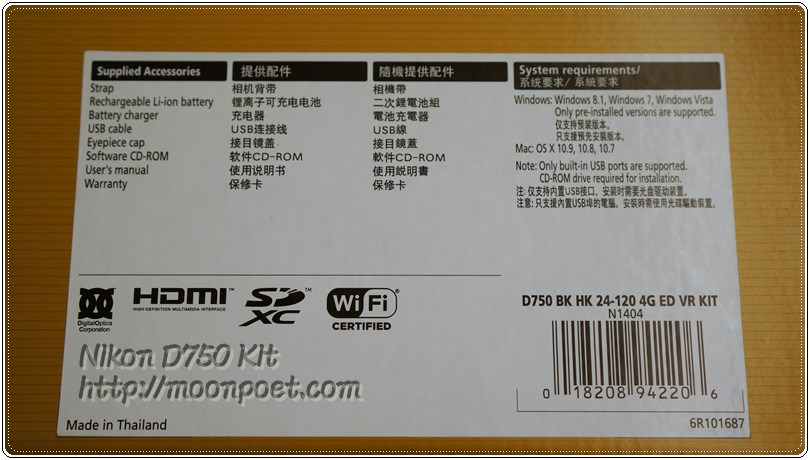 Supplied Accessories
Strap
Rechargeable Li-ion battery
Battery charger
USB cable
Eyepiece cap
Software CD-ROM
User's manual
Warranty
提供配件
相机背带
锂离子可充电电池
充电器
USB连接线
接目镜盖
软件CD-ROM
使用说明书
保修卡
隨機提供配件
相機帶
二次鋰電池組
電池充電器
USB線
接目鏡蓋
軟件CD-ROM
使用説明書
保修卡
System requirements/
系统要求/ 系統要求
Windows: Windows 8.1, Windows 7, Windows Vista
Only pre-installed versions are supported.
仅支持预装版本。
只支援預先安裝版本。
Mac: OS X 10.9, 10.8, 10.7
Note: Only built-in USB ports are supported.
CD-ROM drive required for installation.
注: 仅支持内置USB接口。安装时需要光盘驱动装置。
注意: 只支援內置USB埠的電腦。安裝時需使用光碟驅動裝置。
DigitalOptics
Corporation
HDMI™
HIGH-DEFINITION MULTIMEDIA INTERFACE
SD™
XC
Wi Fi®
CERTIFIED
D750 BK HK 24-120 4G ED VR KIT
N1404
0 18208 94220 6
Nikon D750 Kit
http://moonpoet.com
Made in Thailand
6R101687